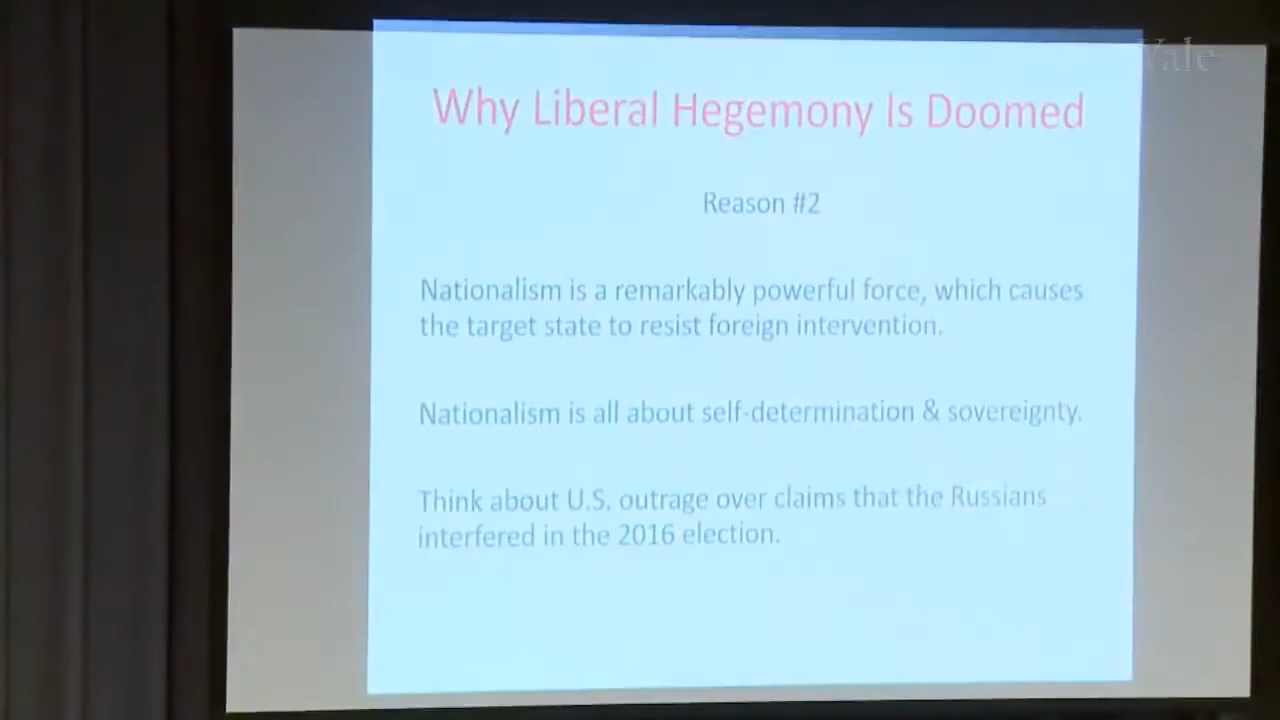 Yale
Why Liberal Hegemony Is Doomed
Reason #2
Nationalism is a remarkably powerful force, which causes
the target state to resist foreign intervention.
Nationalism is all about self-determination & sovereignty.
Think about U.S. outrage over claims that the Russians
interfered in the 2016 election.